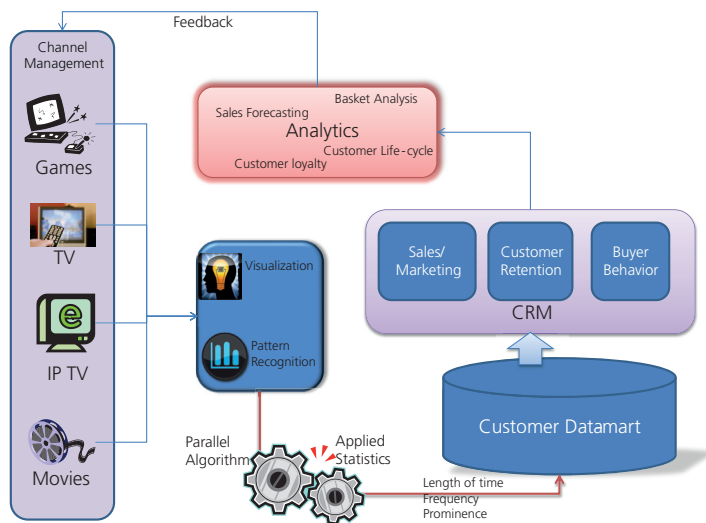 Feedback
Channel
Management
Games
TV
e
IP TV
Movies
Basket Analysis
Sales Forecasting
Analytics
Customer Life-cycle
Customer loyalty
Visualization
Pattern
Recognition
Sales/
Marketing
Customer
Retention
Buyer
Behavior
CRM
Customer Datamart
Parallel
Algorithm
Applied
Statistics
Length of time
Frequency
Prominence